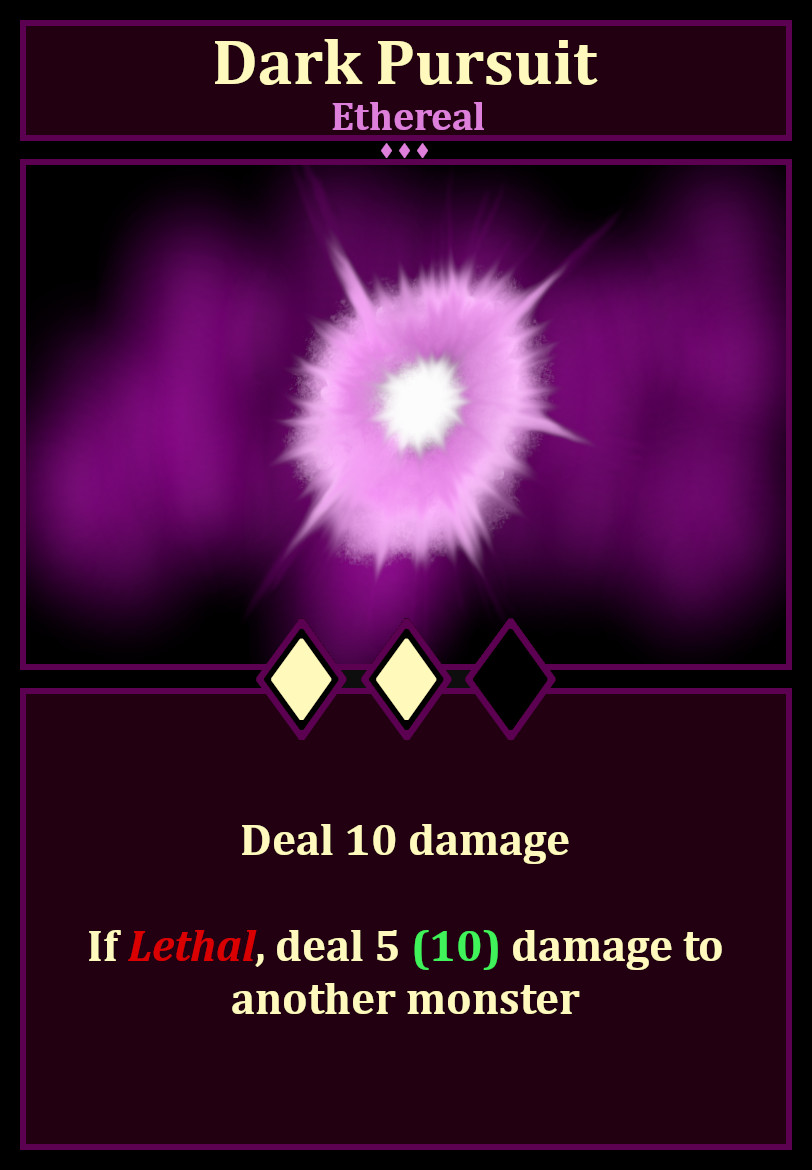 Dark Pursuit
Ethereal
Deal 10 damage
If Lethal, deal 5 (10) damage to
another monster